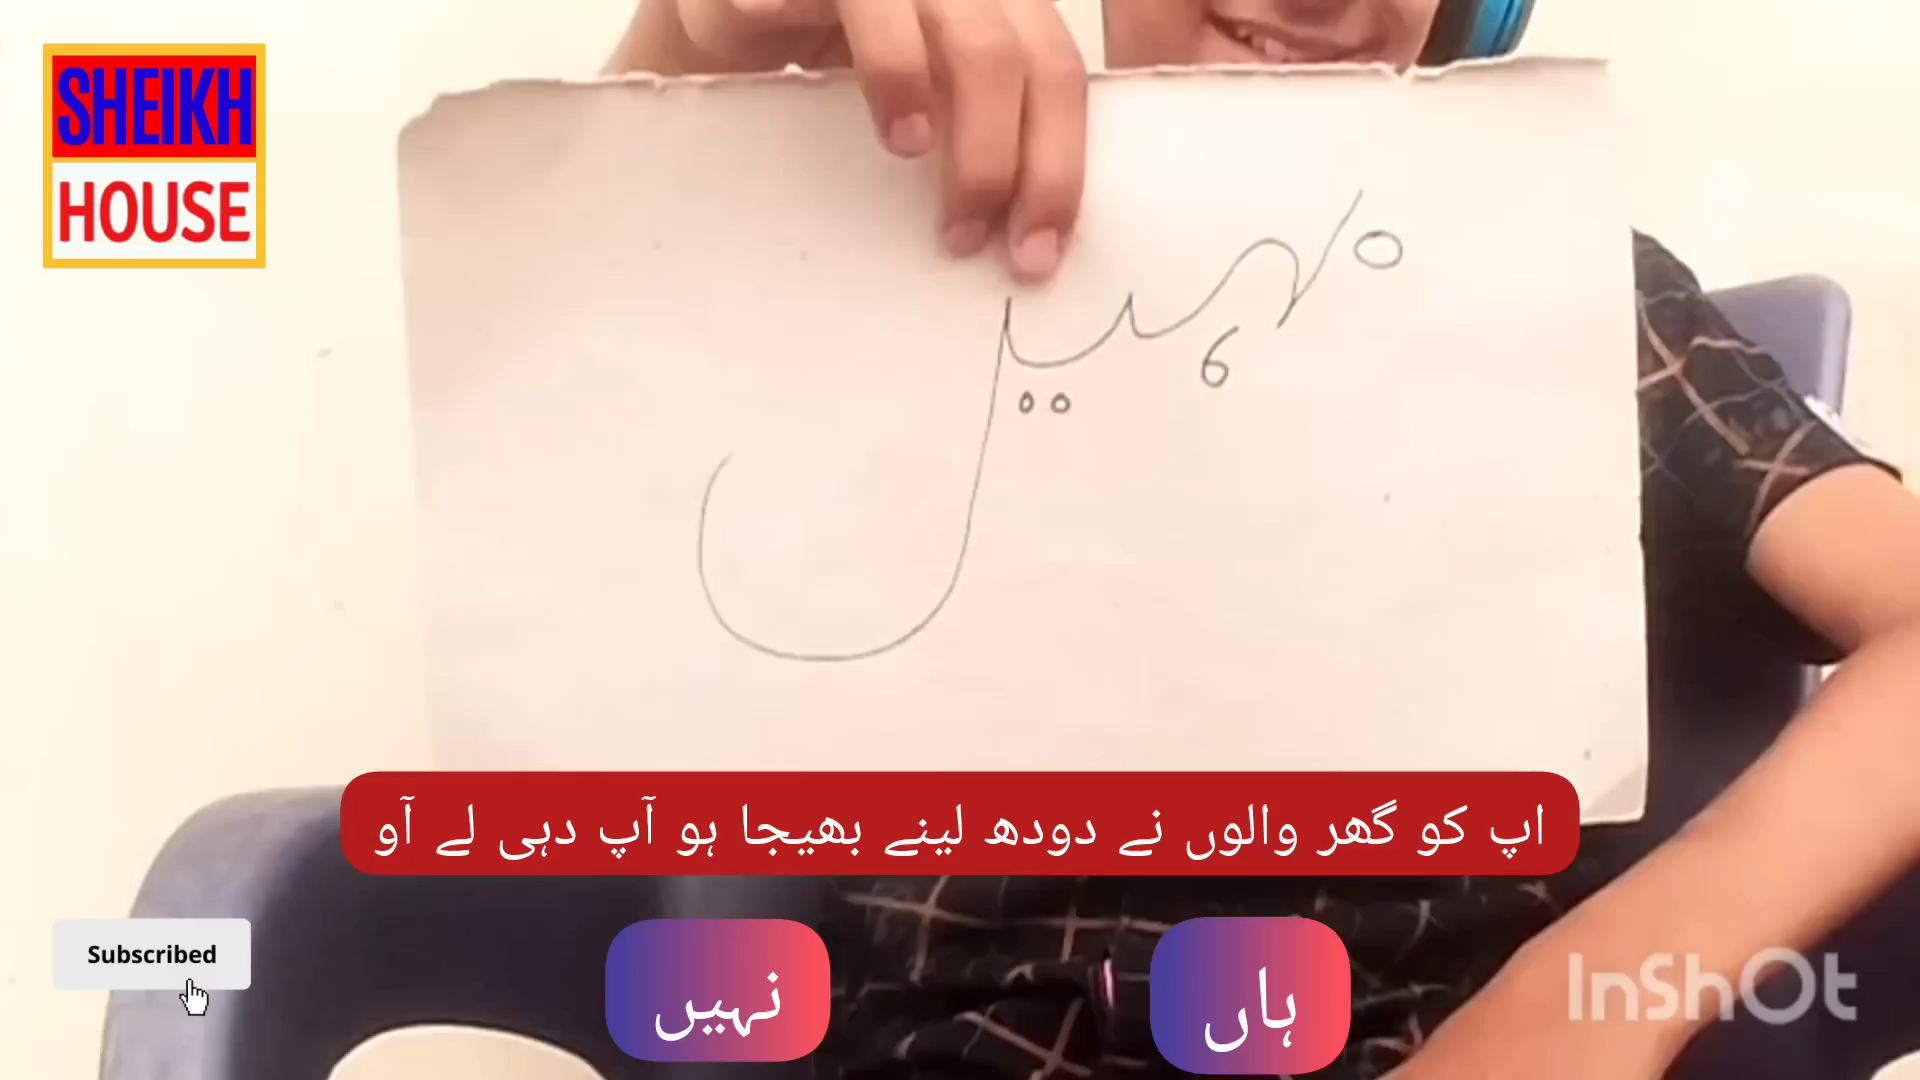 SHEIKH
HOUSE
نہیں
اپ کو گھر والوں نے دودھ لینے بھیجا ہو آپ دہی لے آو
ہاں
نہیں
Subscribed
InShOt